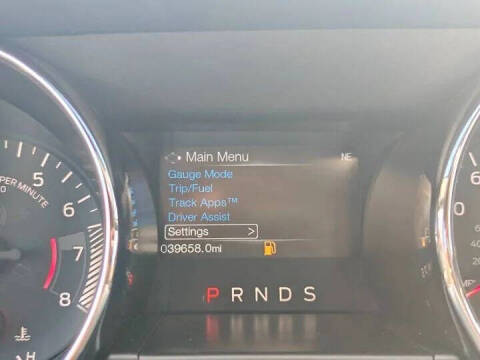 Main Menu NE
Gauge Mode
Trip/Fuel
Track Apps™
Driver Assist
Settings >
039658.0mi
P R N D S
PER MINUTE
5
6
7
8
H
0